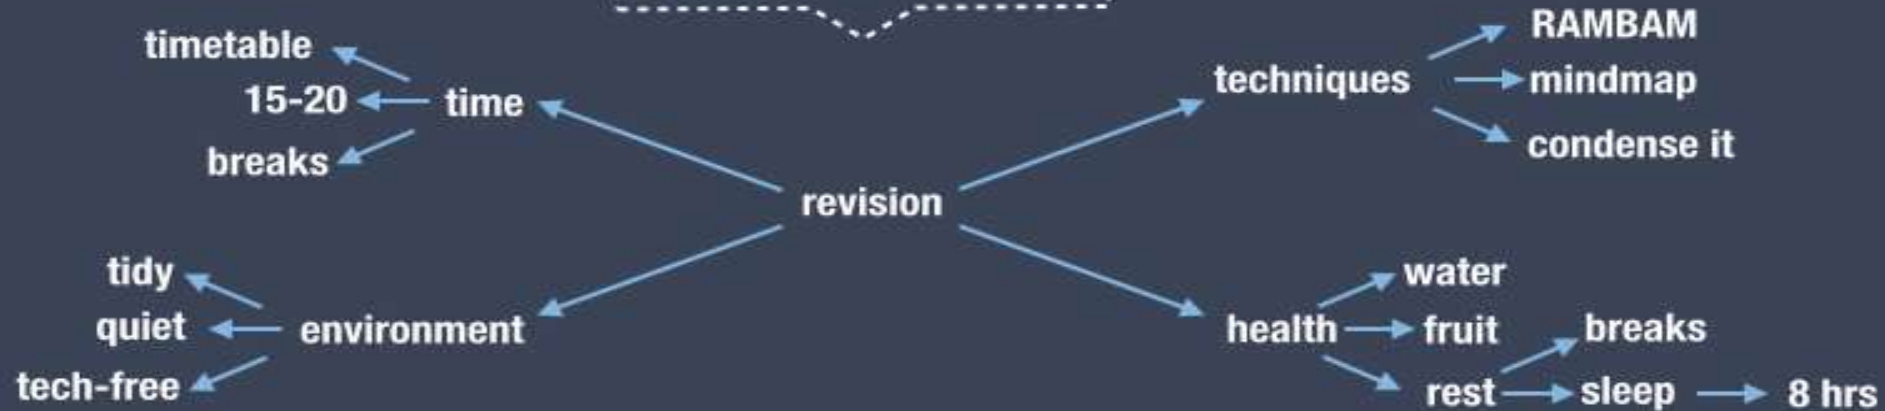 revision
time
timetable
15-20
breaks
techniques
RAMBAM
mindmap
condense it
environment
tidy
quiet
tech-free
health
water
fruit
rest
breaks
sleep
8 hrs